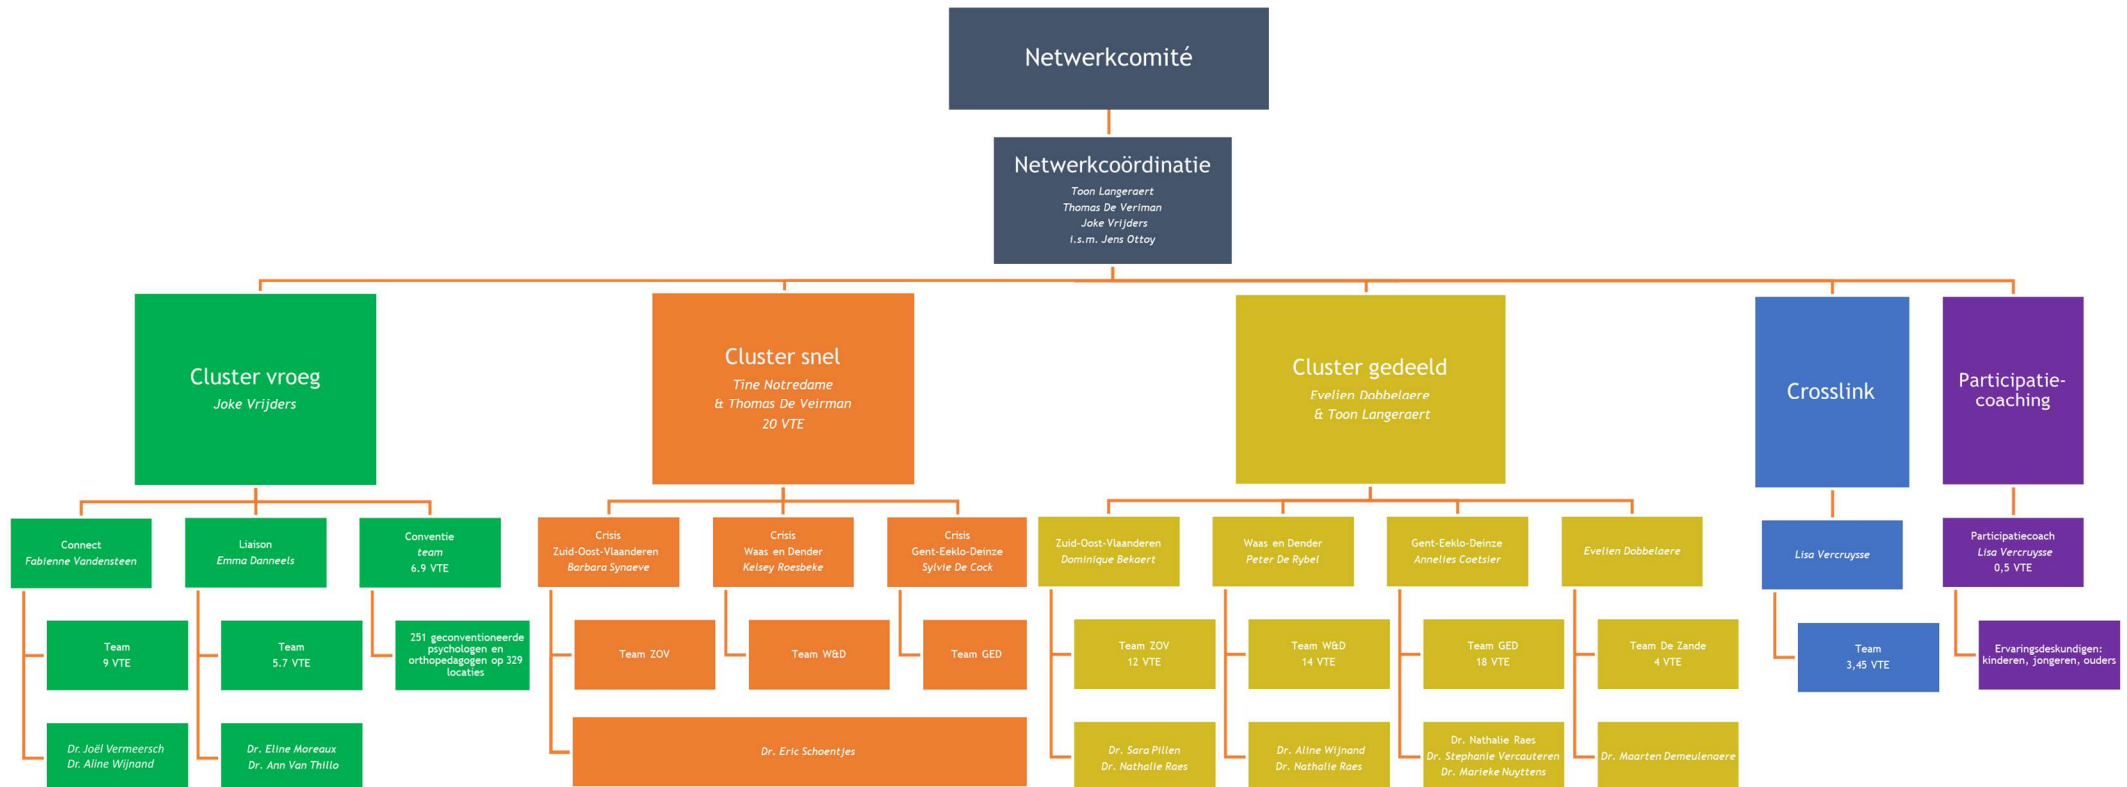 Netwerkcomité
Netwerkcoördinatie
Toon Langeraert
Thomas De Veriman
Joke Vrijders
i.s.m. Jens Ottoy
Cluster vroeg
Joke Vrijders
Cluster snel
Tine Notredame
& Thomas De Veirman
20 VTE
Cluster gedeeld
Evelien Dobbelaere
& Toon Langeraert
Crosslink
Participatie-
coaching
Connect
Fabienne Vandensteen
Liaison
Emma Danneels
Conventie
team
6.9 VTE
Crisis
Zuid-Oost-Vlaanderen
Barbara Synaeve
Crisis
Waas en Dender
Kelsey Roesbeke
Crisis
Gent-Eeklo-Deinze
Sylvie De Cock
Zuid-Oost-Vlaanderen
Dominique Bekaert
Waas en Dender
Peter De Rybel
Gent-Eeklo-Deinze
Annelies Coetsier
Evelien Dobbelaere
Lisa Vercruysse
Participatiecoach
Lisa Vercruysse
0,5 VTE
Team
9 VTE
Team
5.7 VTE
251 geconventioneerde
psychologen en
orthopedagogen op 329
locaties
Team ZOV
Team W&D
Team GED
Team ZOV
12 VTE
Team W&D
14 VTE
Team GED
18 VTE
Team De Zande
4 VTE
Team
3,45 VTE
Ervaringsdeskundigen:
kinderen, jongeren, ouders
Dr. Joël Vermeersch
Dr. Aline Wijnand
Dr. Eline Moreaux
Dr. Ann Van Thillo
Dr. Eric Schoentjes
Dr. Sara Pillen
Dr. Nathalie Raes
Dr. Aline Wijnand
Dr. Nathalie Raes
Dr. Nathalie Raes
Dr. Stephanie Vercauteren
Dr. Marieke Nuyttens
Dr. Maarten Demeulenaere